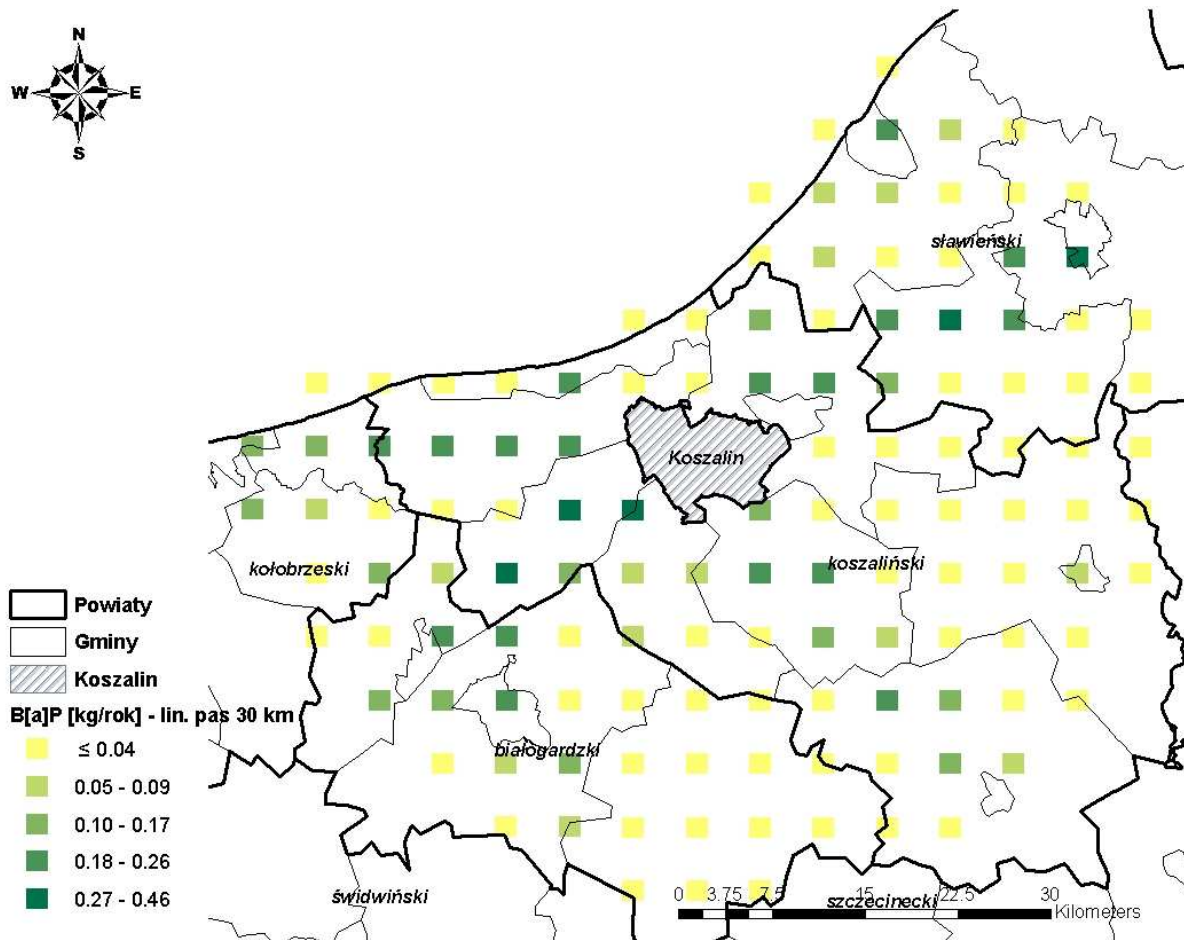 N
W E
S
sławieński
Koszalin
kołobrzeski
koszaliński
Powiaty
Gminy
Koszalin
B[a]P [kg/rok] - lin. pas 30 km
≤ 0.04
0.05 - 0.09
0.10 - 0.17
0.18 - 0.26
0.27 - 0.46
białogardzki
świdwiński
szczecinecki
0 3.75 7.5 15 22.5 30
Kilometers